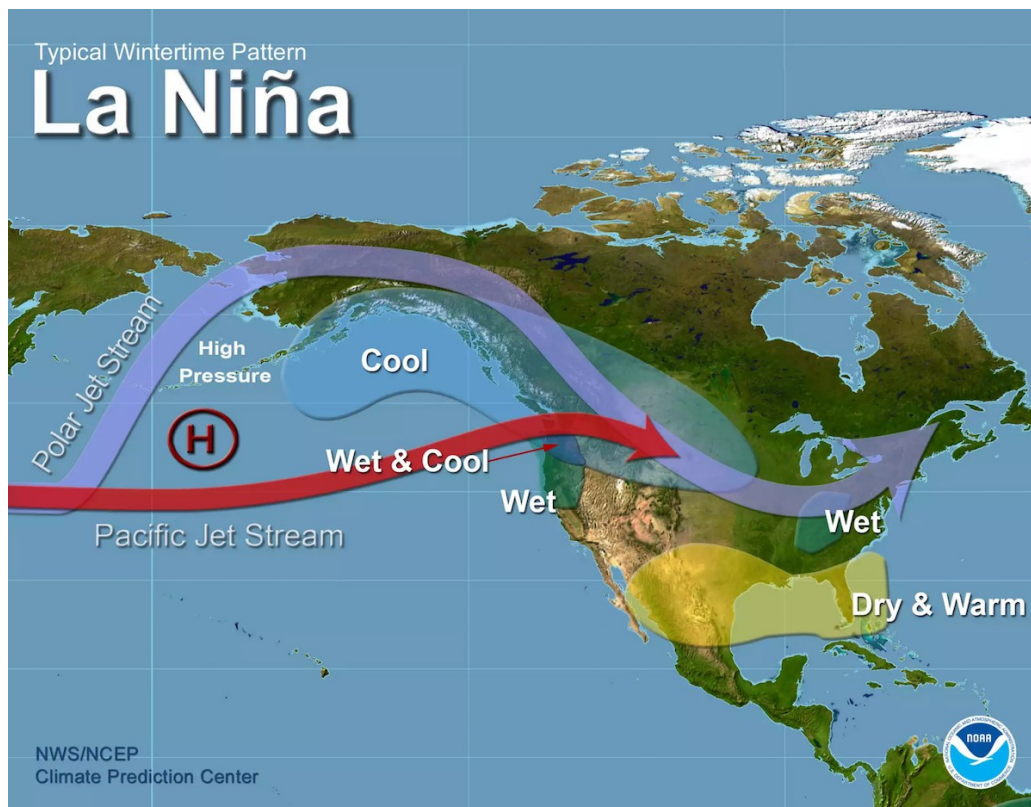 Typical Wintertime Pattern
La Niña
Polar Jet Stream
High
Pressure
H
Cool
Wet & Cool
Wet
Wet
Pacific Jet Stream
Dry & Warm
NWS/NCEP
Climate Prediction Center
NOAA